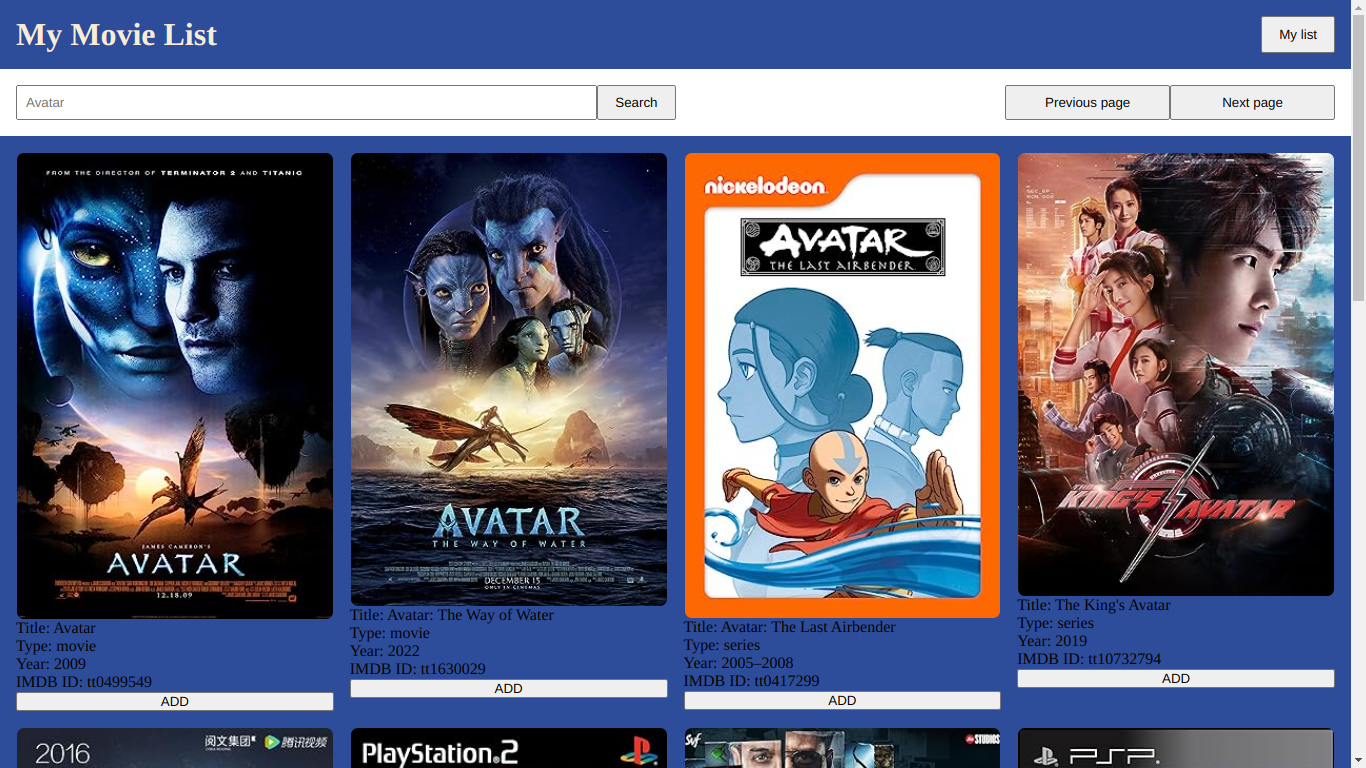 My Movie List
My list
Avatar
Search
Previous page
Next page
FROM THE DIRECTOR OF TERMINATOR 2 AND TITANIC
JAMES CAMERON'S
AVATAR
12.18.09
Title: Avatar
Type: movie
Year: 2009
IMDB ID: tt0499549
ADD
AVATAR
THE WAY OF WATER
DECEMBER 15
ONLY IN CINEMAS
Title: Avatar: The Way of Water
Type: movie
Year: 2022
IMDB ID: tt1630029
ADD
nickelodeon
AVATAR
THE LAST AIRBENDER
Title: Avatar: The Last Airbender
Type: series
Year: 2005–2008
IMDB ID: tt0417299
ADD
THE
KING'S AVATAR
Title: The King's Avatar
Type: series
Year: 2019
IMDB ID: tt10732794
ADD
2016
阅文集团
腾讯视频
PlayStation.2
SVF
STUDIOS
PSP